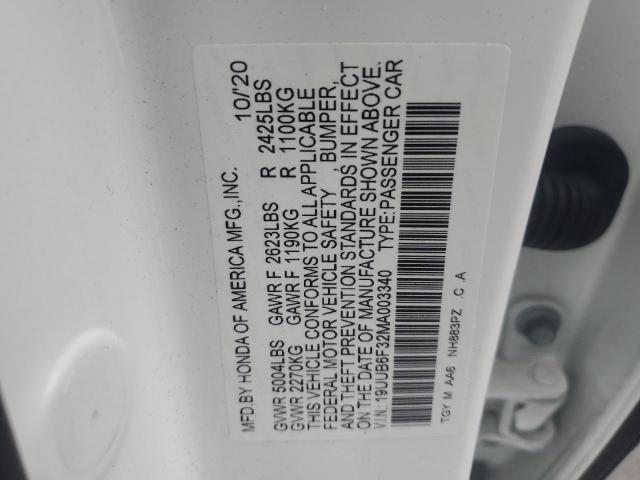 MFD.BY HONDA OF AMERICA MFG.,INC. 10/'20
GVWR 5004LBS GAWR F 2623LBS R 2425LBS
GVWR 2270KG GAWR F 1190KG R 1100KG
THIS VEHICLE CONFORMS TO ALL APPLICABLE
FEDERAL MOTOR VEHICLE SAFETY, BUMPER,
AND THEFT PREVENTION STANDARDS IN EFFECT
ON THE DATE OF MANUFACTURE SHOWN ABOVE.
V.I.N.:19UUB6F32MA003340 TYPE:PASSENGER CAR
TGY M AA6 NH883PZ .C .A